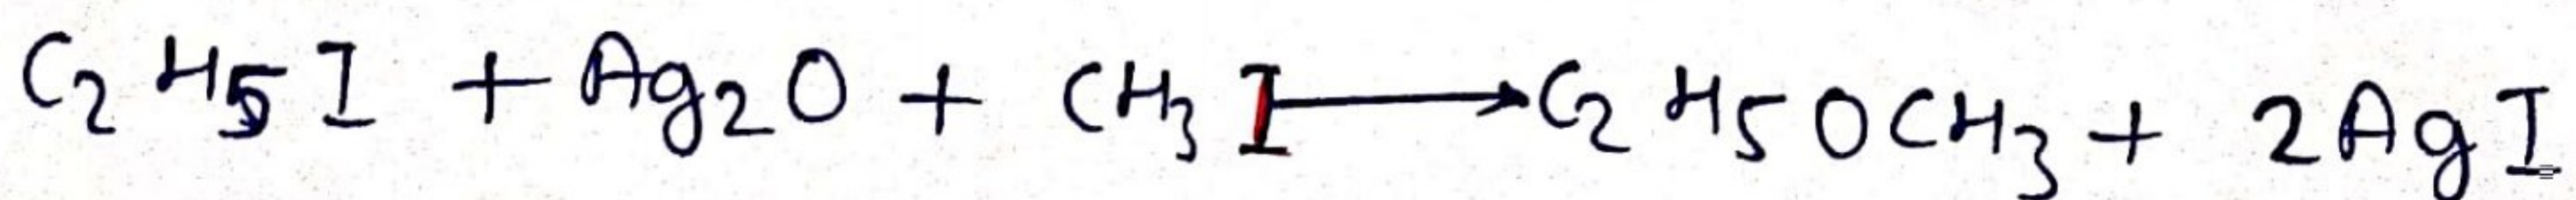 C₂H₅I + Ag₂O + CH₃I ⟶ C₂H₅OCH₃ + 2AgI